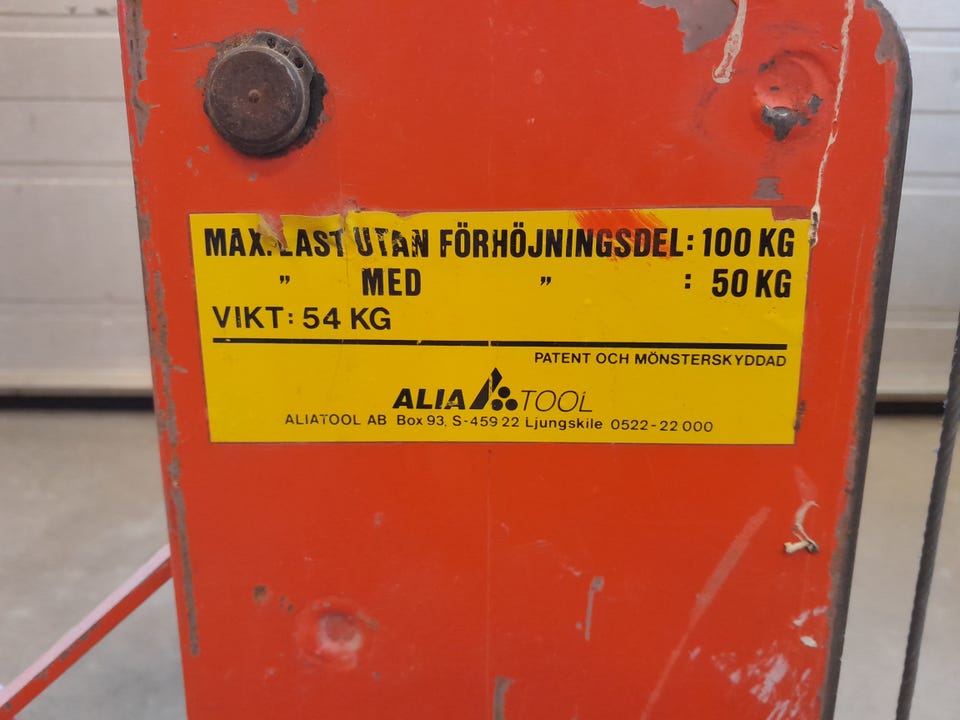 MAX. LAST UTAN FÖRHÖJNINGSDEL: 100 KG
" MED " : 50 KG
VIKT: 54 KG
PATENT OCH MÖNSTERSKYDDAD
ALIA TOOL
ALIATOOL AB Box 93, S-459 22 Ljungskile 0522-22 000